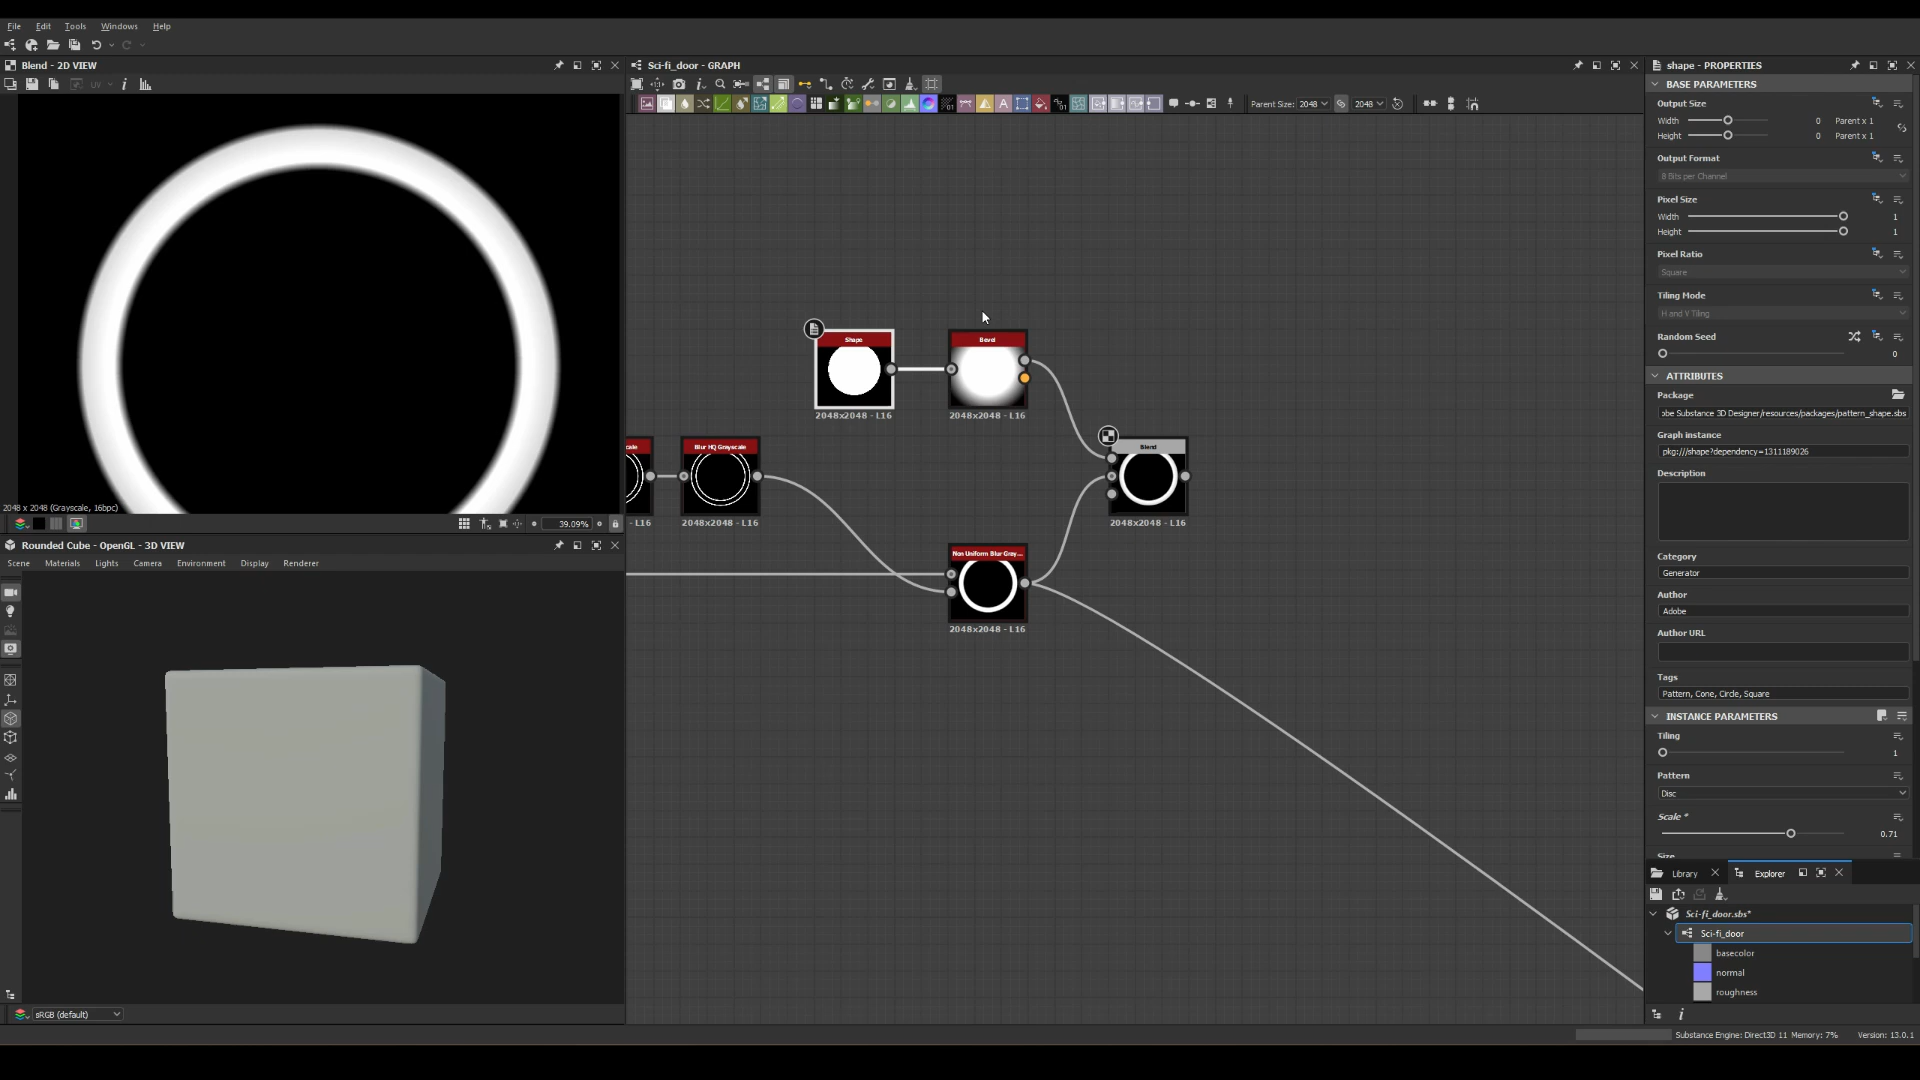 File Edit Tools Windows Help
Blend - 2D VIEW
UV
2048 x 2048 (Grayscale, 16bpc)
39.09%
Rounded Cube - OpenGL - 3D VIEW
Scene Materials Lights Camera Environment Display Renderer
sRGB (default)
Sci-fi_door - GRAPH
Parent Size: 2048 2048
Shape
2048x2048 - L16
Bevel
2048x2048 - L16
cale
- L16
Blur HQ Grayscale
2048x2048 - L16
Blend
2048x2048 - L16
Non Uniform Blur Gray...
2048x2048 - L16
shape - PROPERTIES
BASE PARAMETERS
Output Size
Width 0 Parent x 1
Height 0 Parent x 1
Output Format
8 Bits per Channel
Pixel Size
Width 1
Height 1
Pixel Ratio
Square
Tiling Mode
H and V Tiling
Random Seed
0
ATTRIBUTES
Package
obe Substance 3D Designer/resources/packages/pattern_shape.sbs
Graph instance
pkg:///shape?dependency=1311189026
Description
Category
Generator
Author
Adobe
Author URL
Tags
Pattern, Cone, Circle, Square
INSTANCE PARAMETERS
Tiling
1
Pattern
Disc
Scale *
0.71
Size
Library Explorer
Sci-fi_door.sbs*
Sci-fi_door
basecolor
normal
roughness
Substance Engine: Direct3D 11 Memory: 7% Version: 13.0.1